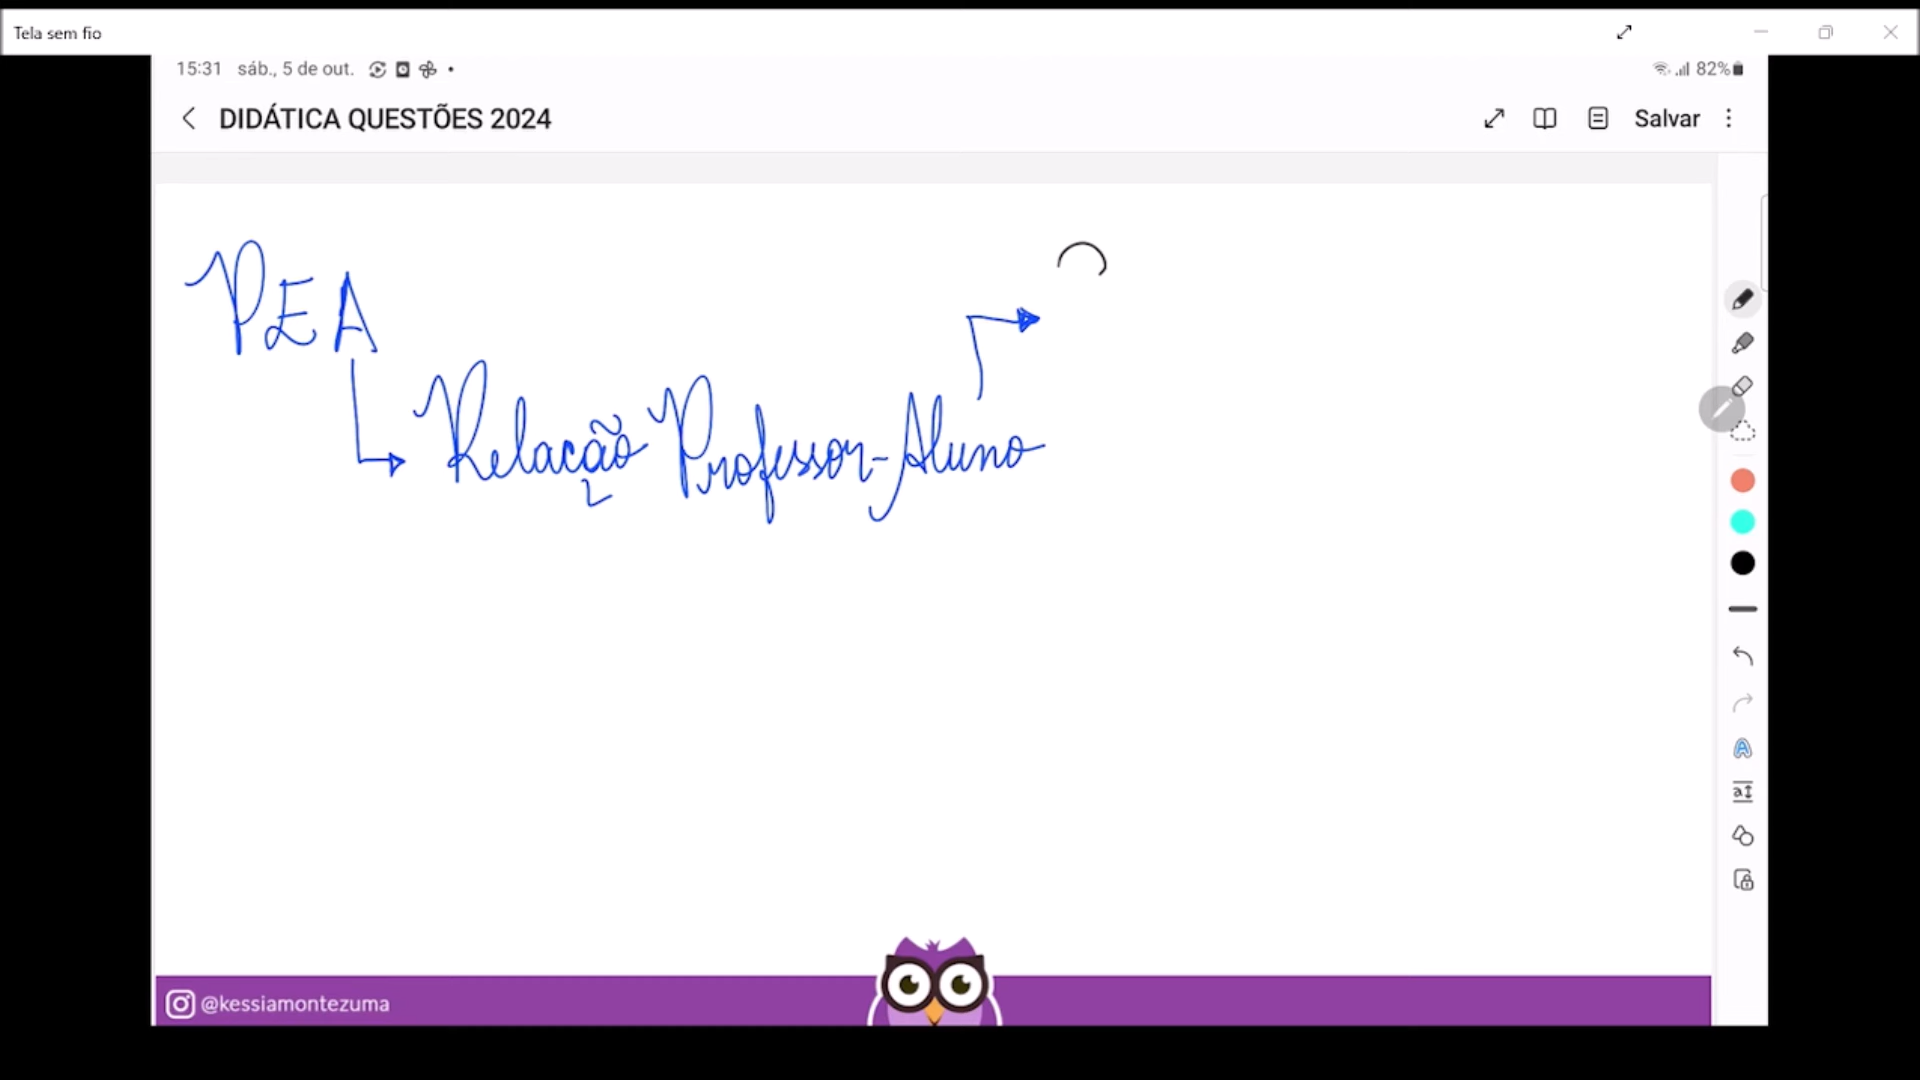 Tela sem fio
15:31 sáb., 5 de out.
82%
DIDÁTICA QUESTÕES 2024
Salvar
PEA
Relação Professor-Aluno
@kessiamontezuma